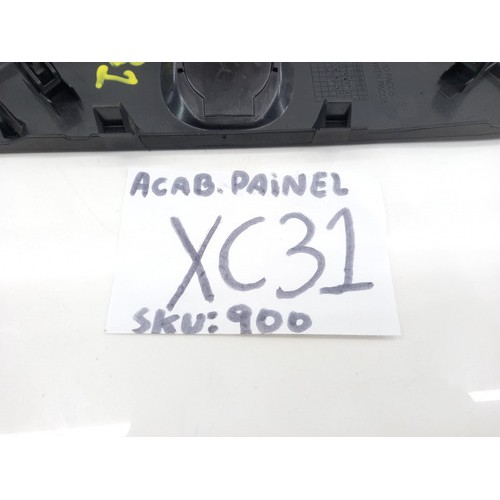 ACAB. PAINEL
XC31
SKU: 900